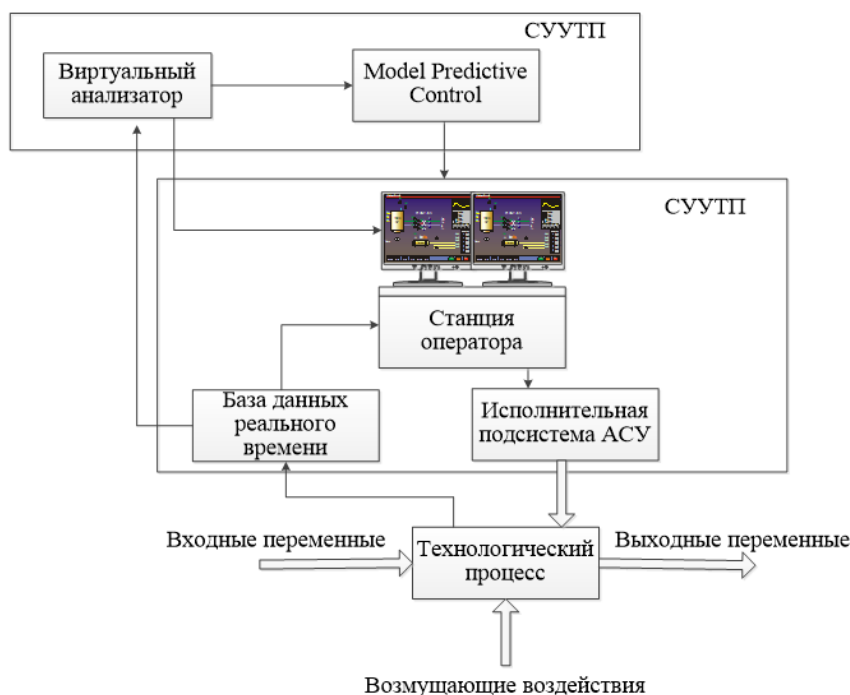 СУУТП
Виртуальный
анализатор
Model Predictive
Control
СУУТП
Станция
оператора
База данных
реального
времени
Исполнительная
подсистема АСУ
Входные переменные
Технологический
процесс
Выходные переменные
Возмущающие воздействия